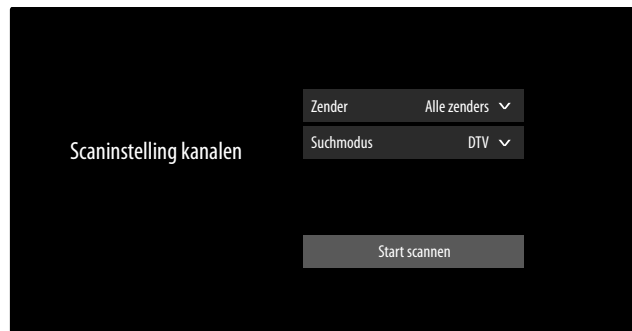 Zender Alle zenders
Scaninstelling kanalen
Suchmodus DTV
Start scannen